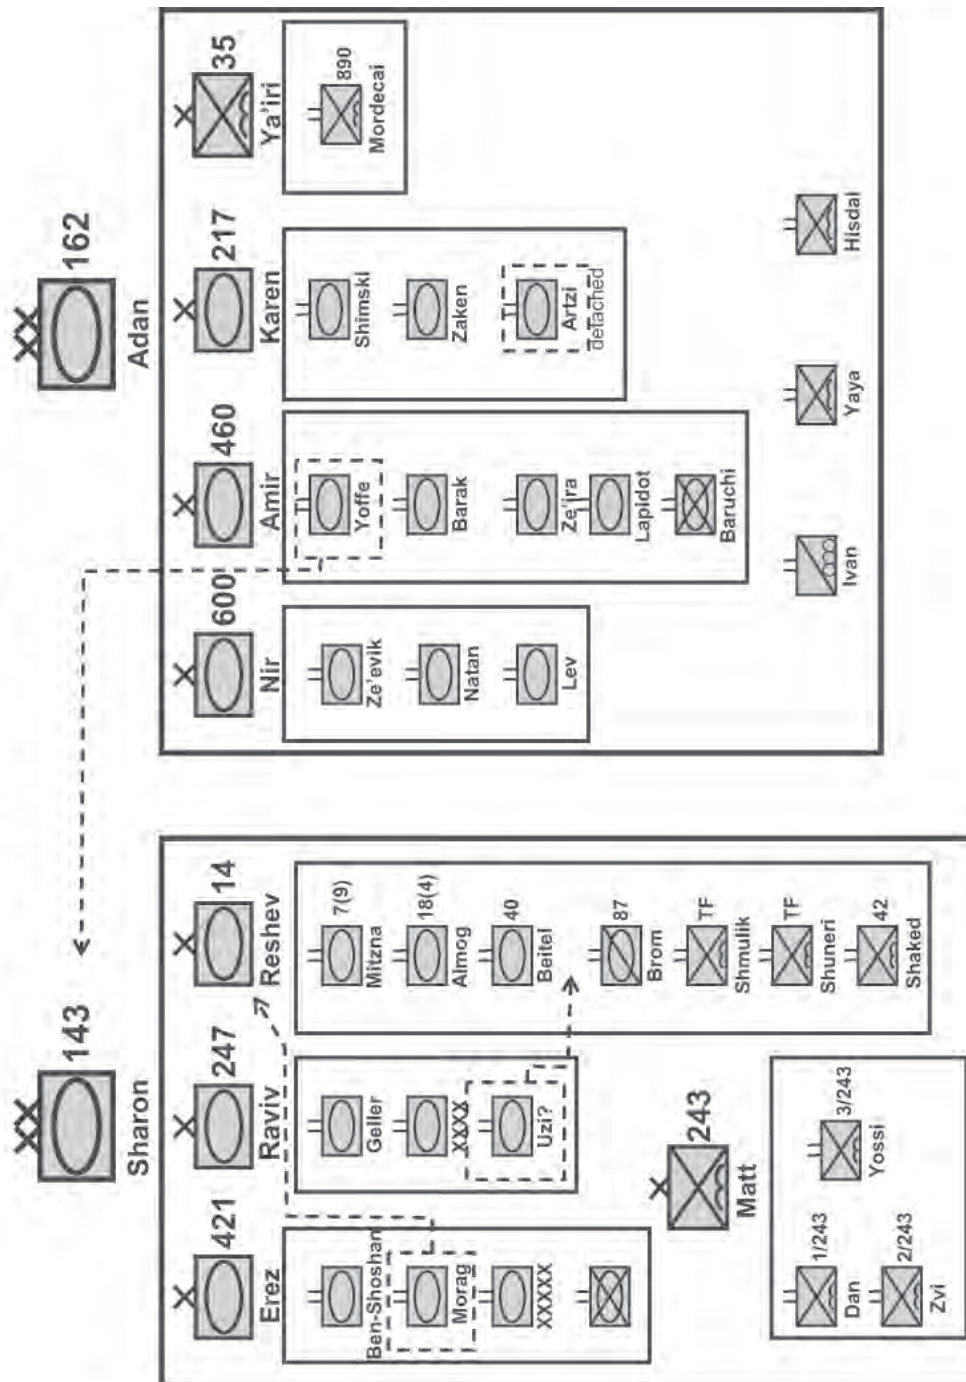 143
Sharon
421
Erez
Ben-Shoshan
Morag
XXXXX
247
Raviv
Geller
XXXX
Uzi?
14
Reshev
7(9)
Mitzna
18(4)
Almog
40
Beitel
87
Brom
TF
Shmulik
TF
Shuneri
42
Shaked
243
Matt
1/243
Dan
2/243
Zvi
3/243
Yossi
162
Adan
600
Nir
Ze'evik
Natan
Lev
460
Amir
Yoffe
Barak
Ze'ira
Lapidot
Baruchi
217
Karen
Shimski
Zaken
Artzi
detached
35
Ya'iri
890
Mordecai
Ivan
Yaya
Hisdai